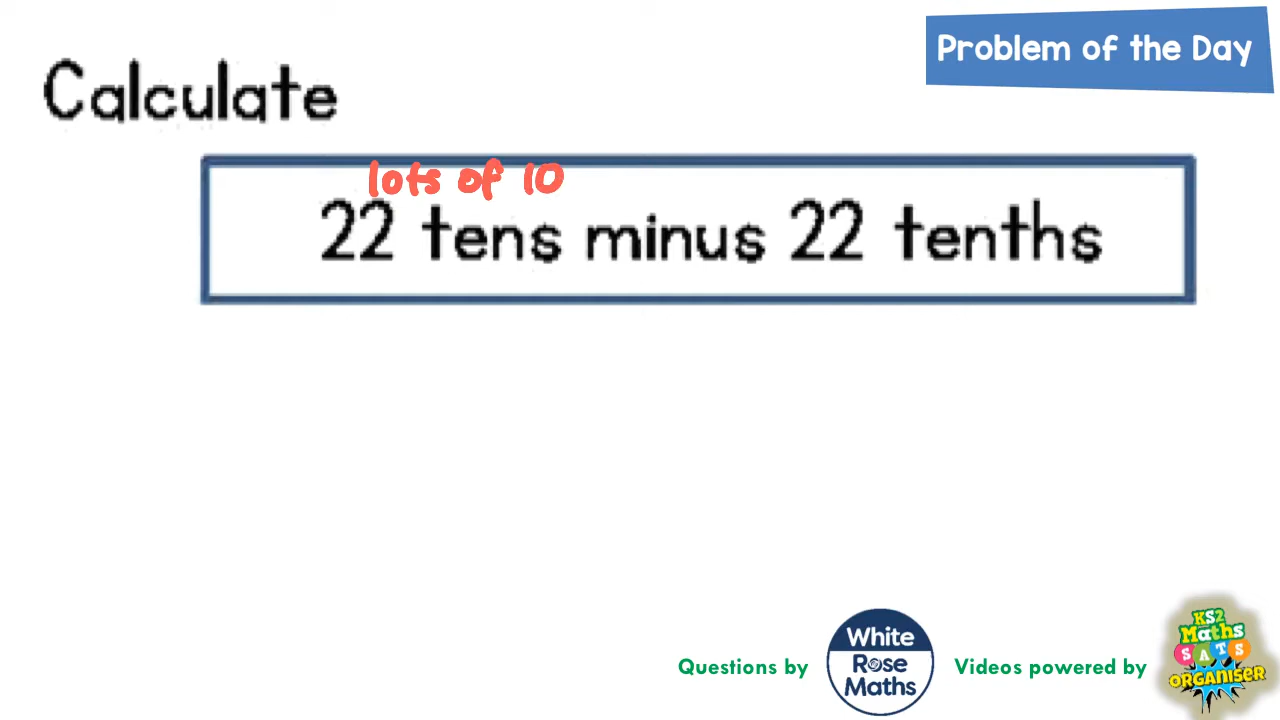 Problem of the Day
Calculate
lots of 10
22 tens minus 22 tenths
Questions by
White
Rose
Maths
Videos powered by
KS2
Maths
SATS
ORGANISER